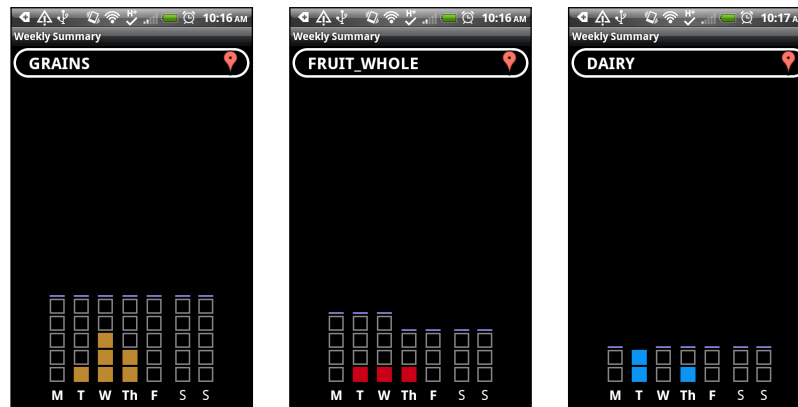 10:16 AM
Weekly Summary
GRAINS
M T W Th F S S
H+
10:16 AM
Weekly Summary
FRUIT_WHOLE
M T W Th F S S
H+
10:17 A
Weekly Summary
DAIRY
M T W Th F S S